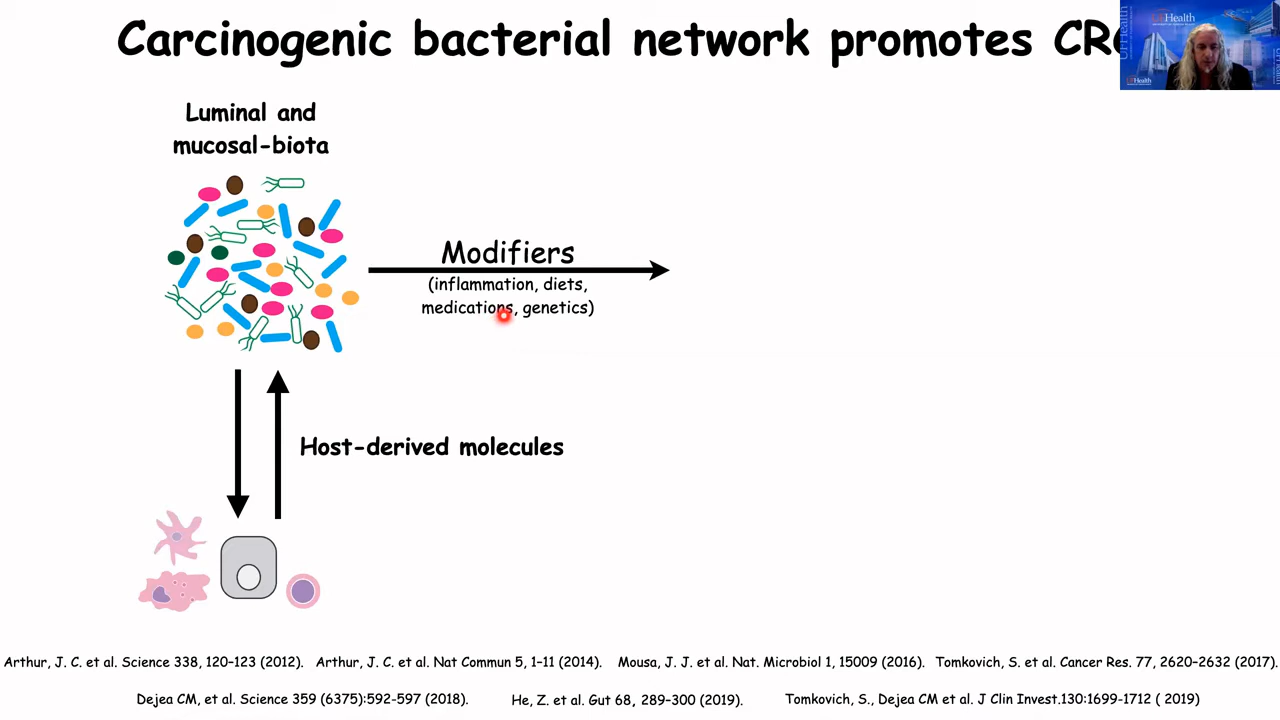 Carcinogenic bacterial network promotes CR
UFHealth
UFHealth
UFHealth
Luminal and
mucosal-biota
Modifiers
(inflammation, diets,
medications, genetics)
Host-derived molecules
Arthur, J. C. et al. Science 338, 120–123 (2012). Arthur, J. C. et al. Nat Commun 5, 1–11 (2014). Mousa, J. J. et al. Nat. Microbiol 1, 15009 (2016). Tomkovich, S. et al. Cancer Res. 77, 2620–2632 (2017).
Dejea CM, et al. Science 359 (6375):592-597 (2018). He, Z. et al. Gut 68, 289–300 (2019). Tomkovich, S., Dejea CM et al. J Clin Invest.130:1699-1712 ( 2019)